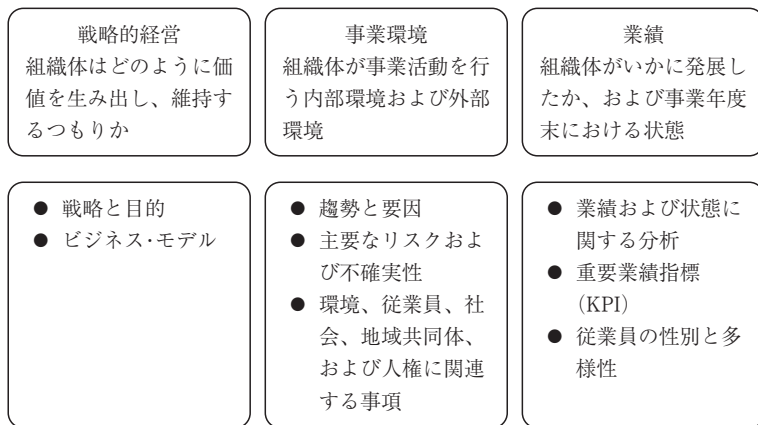 戦略的経営
組織体はどのように価
値を生み出し、維持す
るつもりか
事業環境
組織体が事業活動を行
う内部環境および外部
環境
業績
組織体がいかに発展し
たか、および事業年度
末における状態
● 戦略と目的
● ビジネス・モデル
● 趨勢と要因
● 主要なリスクおよ
び不確実性
● 環境、従業員、社
会、地域共同体、
および人権に関連
する事項
● 業績および状態に
関する分析
● 重要業績指標
(KPI)
● 従業員の性別と多
様性